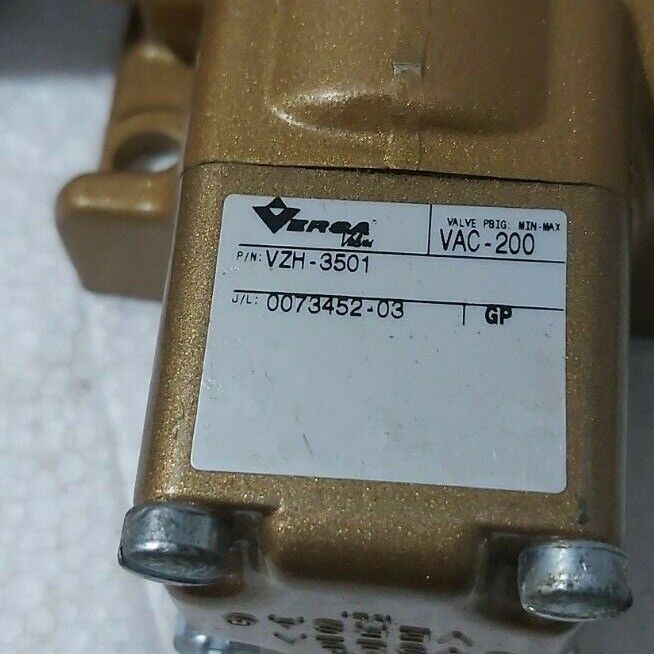 VERSA
Valves
VALVE PSIG: MIN-MAX
VAC-200
P/N: VZH-3501
J/L: 0073452-03
GP